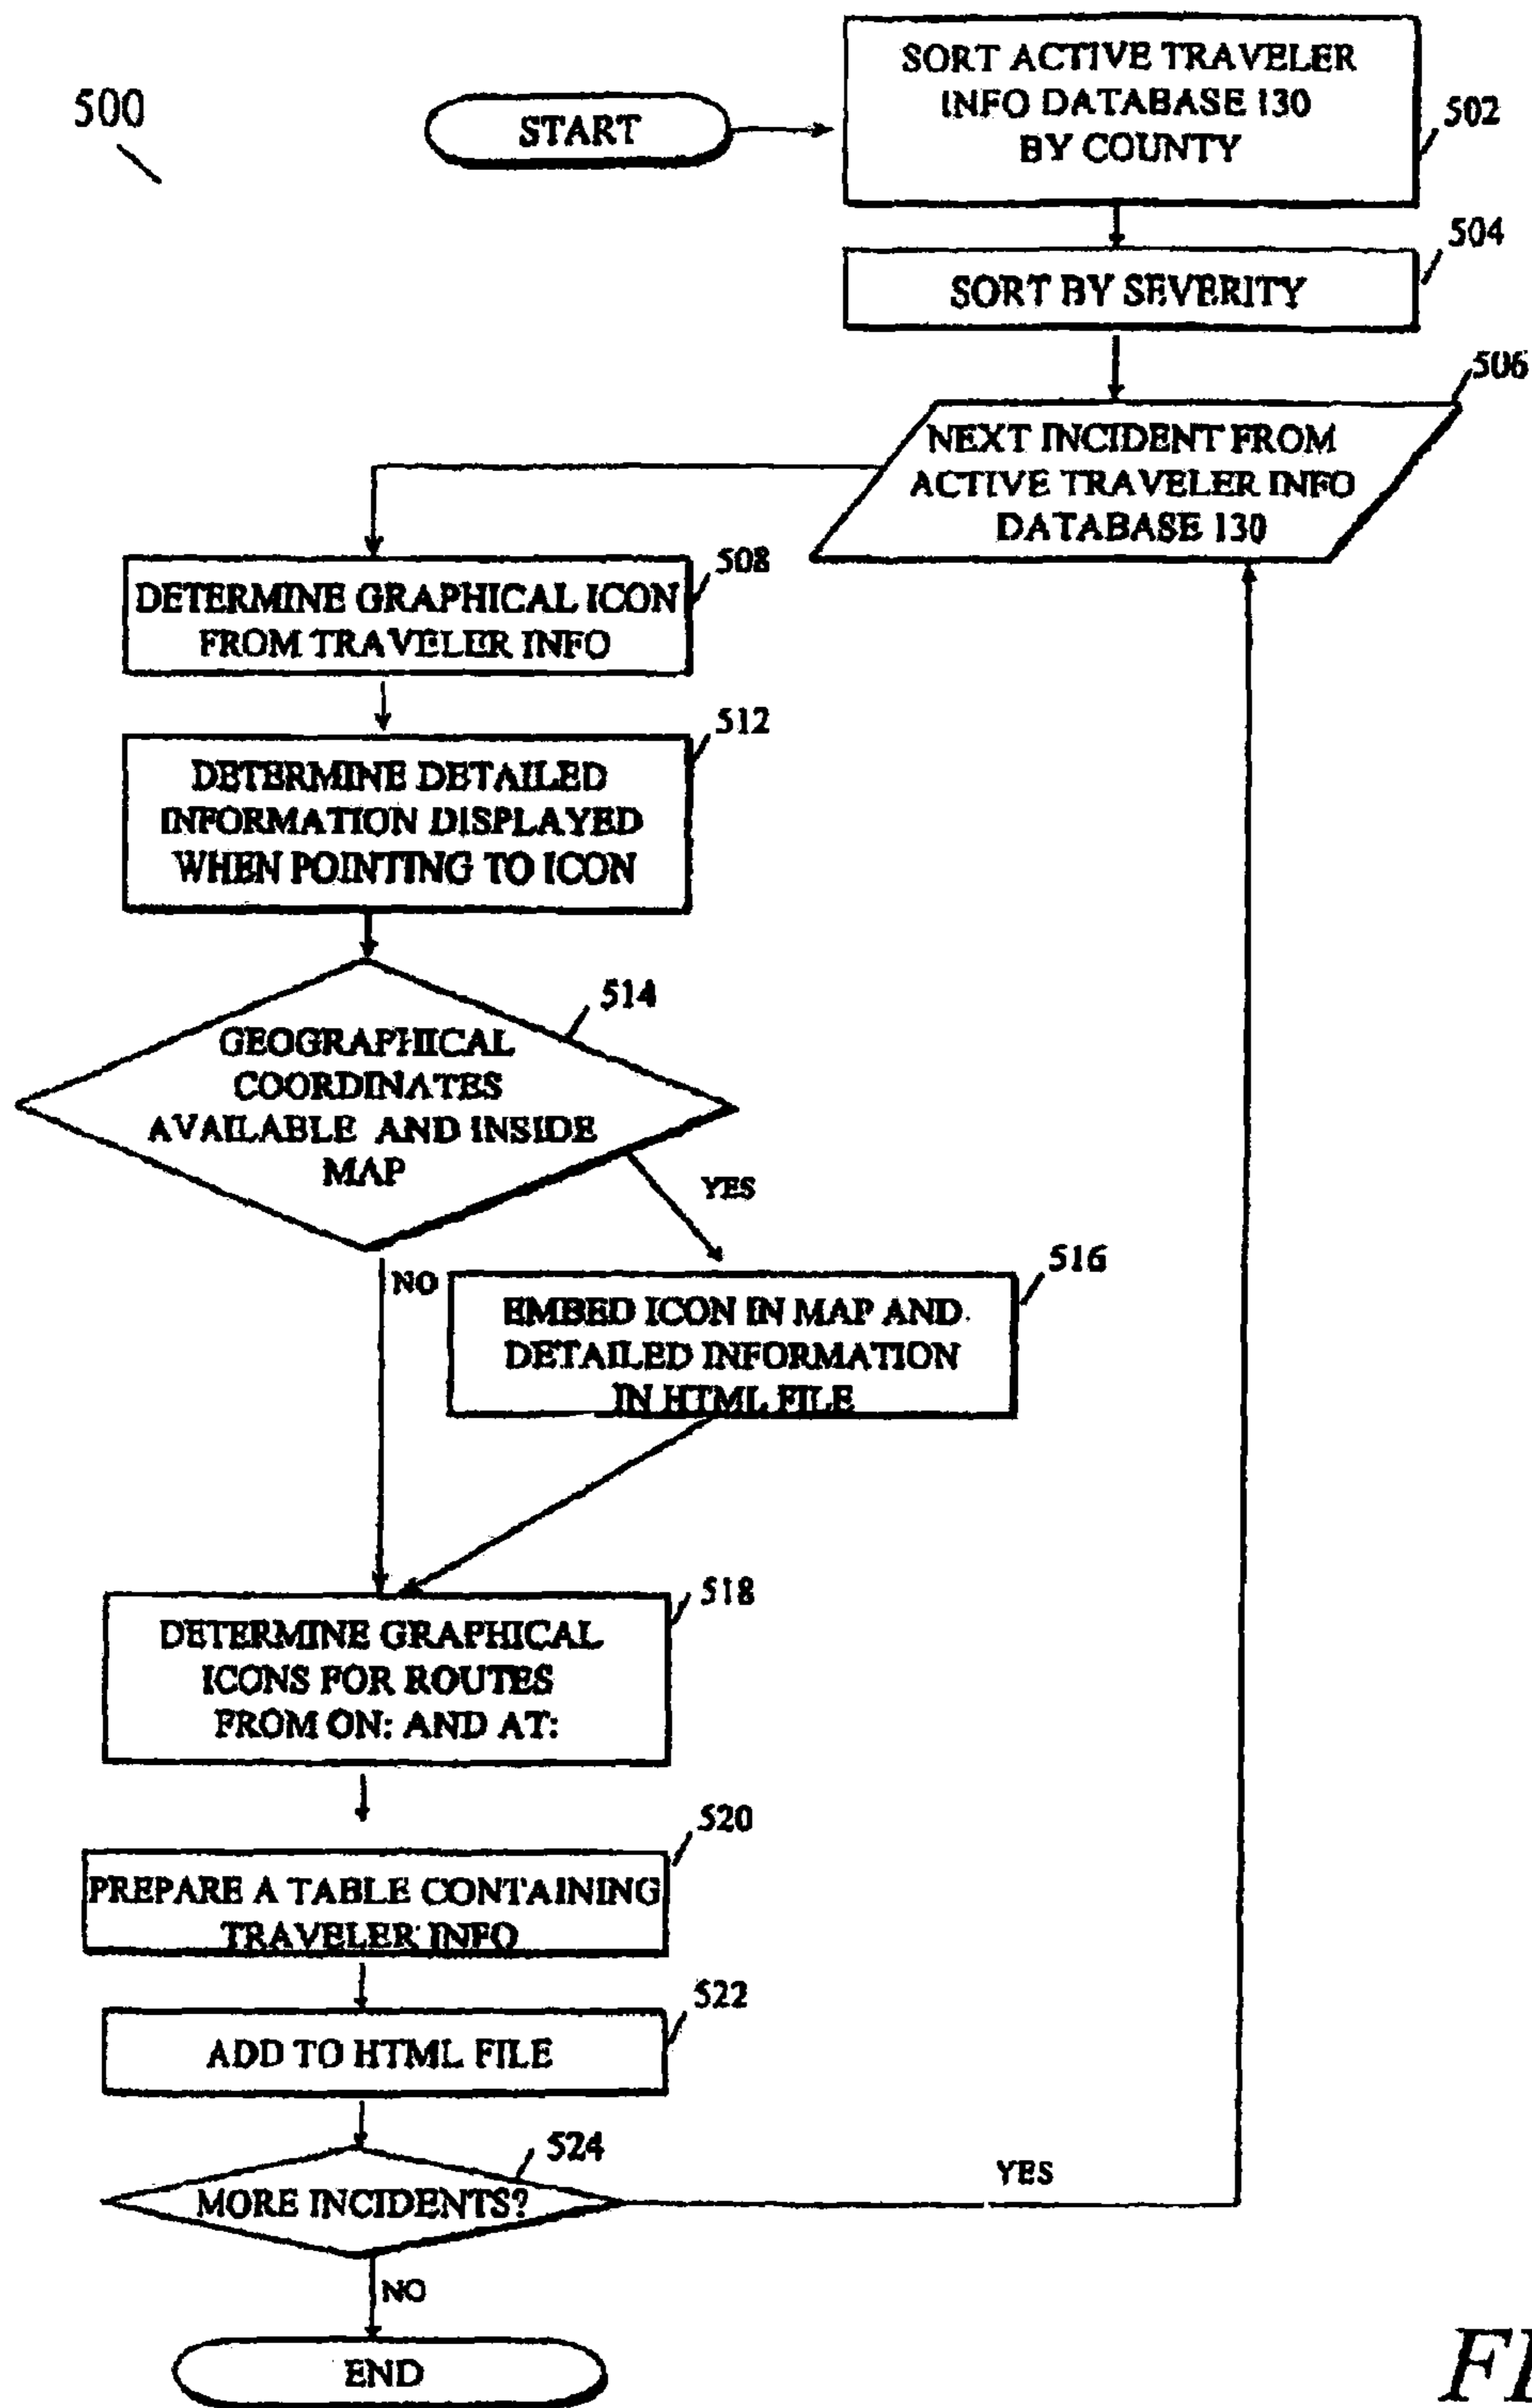 500
START
SORT ACTIVE TRAVELER
INFO DATABASE 130
BY COUNTY
502
SORT BY SEVERITY
504
NEXT INCIDENT FROM
ACTIVE TRAVELER INFO
DATABASE 130
506
DETERMINE GRAPHICAL ICON
FROM TRAVELER INFO
508
DETERMINE DETAILED
INFORMATION DISPLAYED
WHEN POINTING TO ICON
512
GEOGRAPHICAL
COORDINATES
AVAILABLE AND INSIDE
MAP
514
YES
NO
EMBED ICON IN MAP AND
DETAILED INFORMATION
IN HTML FILE
516
DETERMINE GRAPHICAL
ICONS FOR ROUTES
FROM ON: AND AT:
518
PREPARE A TABLE CONTAINING
TRAVELER INFO
520
ADD TO HTML FILE
522
MORE INCIDENTS?
524
YES
NO
END